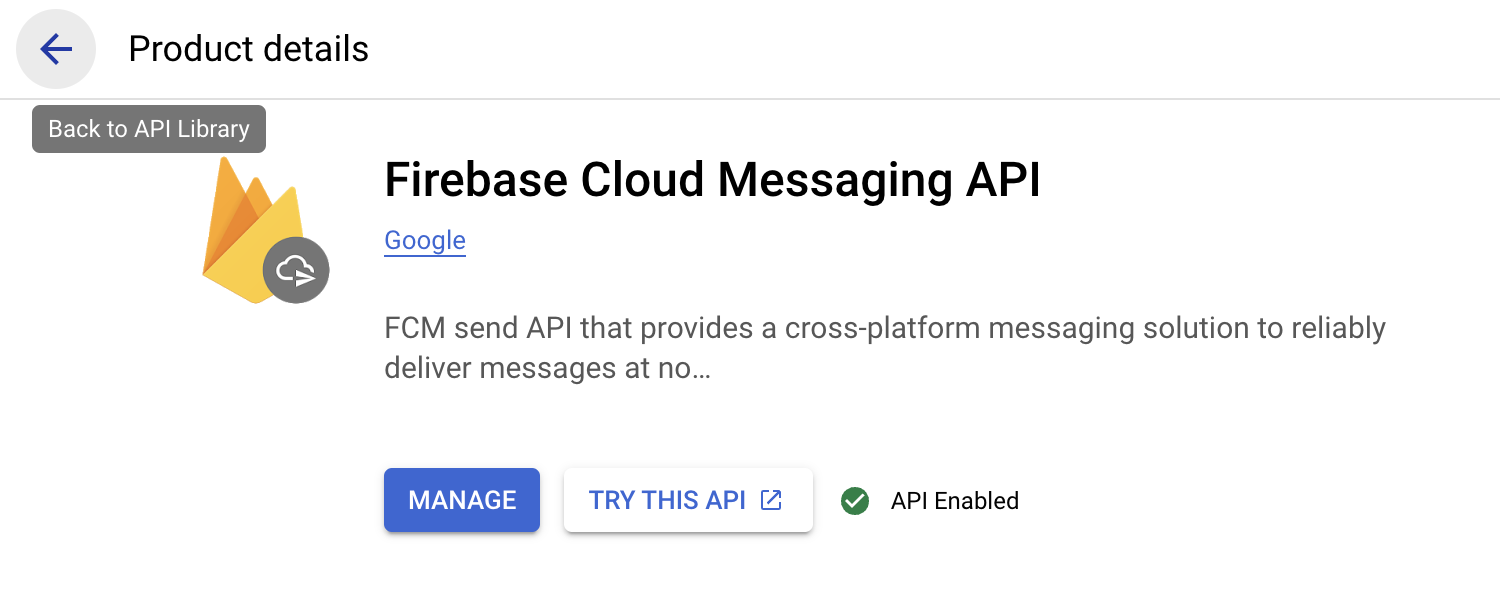 Product details
Back to API Library
Firebase Cloud Messaging API
Google
FCM send API that provides a cross-platform messaging solution to reliably
deliver messages at no…
MANAGE
TRY THIS API
API Enabled